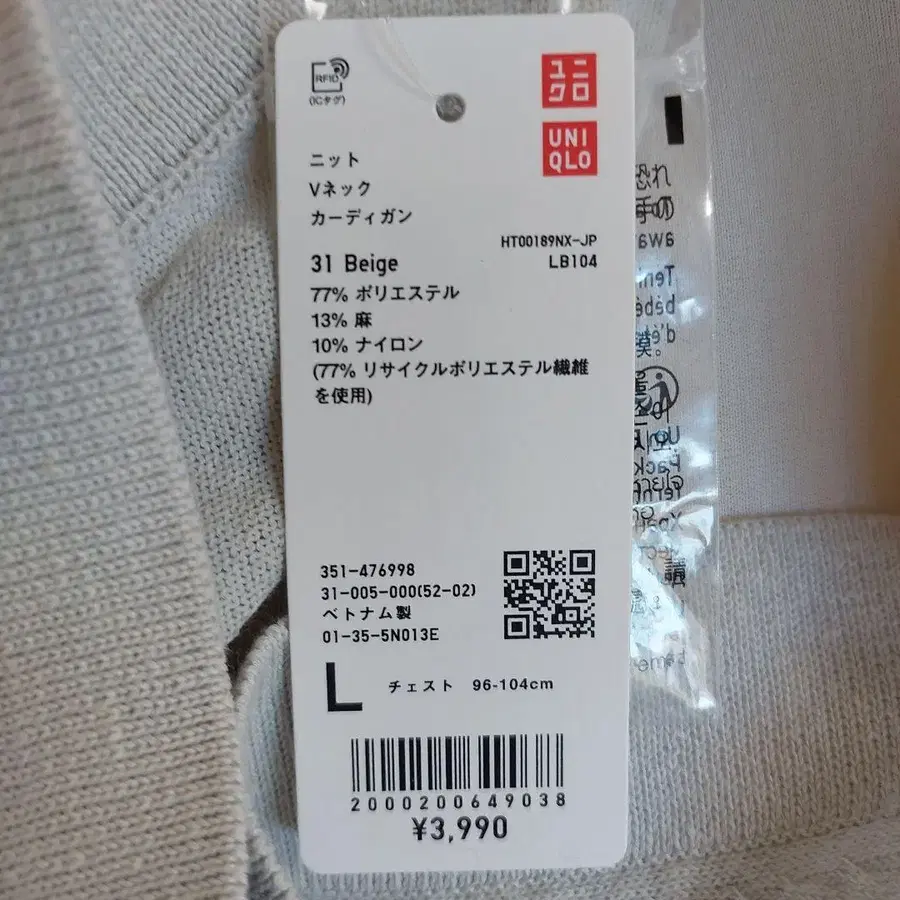 RFID
(ICタグ)
ユニ
クロ
UNI
QLO
ニット
Vネック
カーディガン
HT00189NX-JP
31 Beige
LB104
77% ポリエステル
13% 麻
10% ナイロン
(77% リサイクルポリエステル繊維
を使用)
351-476998
31-005-000(52-02)
ベトナム製
01-35-5N013E
L チェスト 96-104cm
2000200649038
¥3,990
恐れ